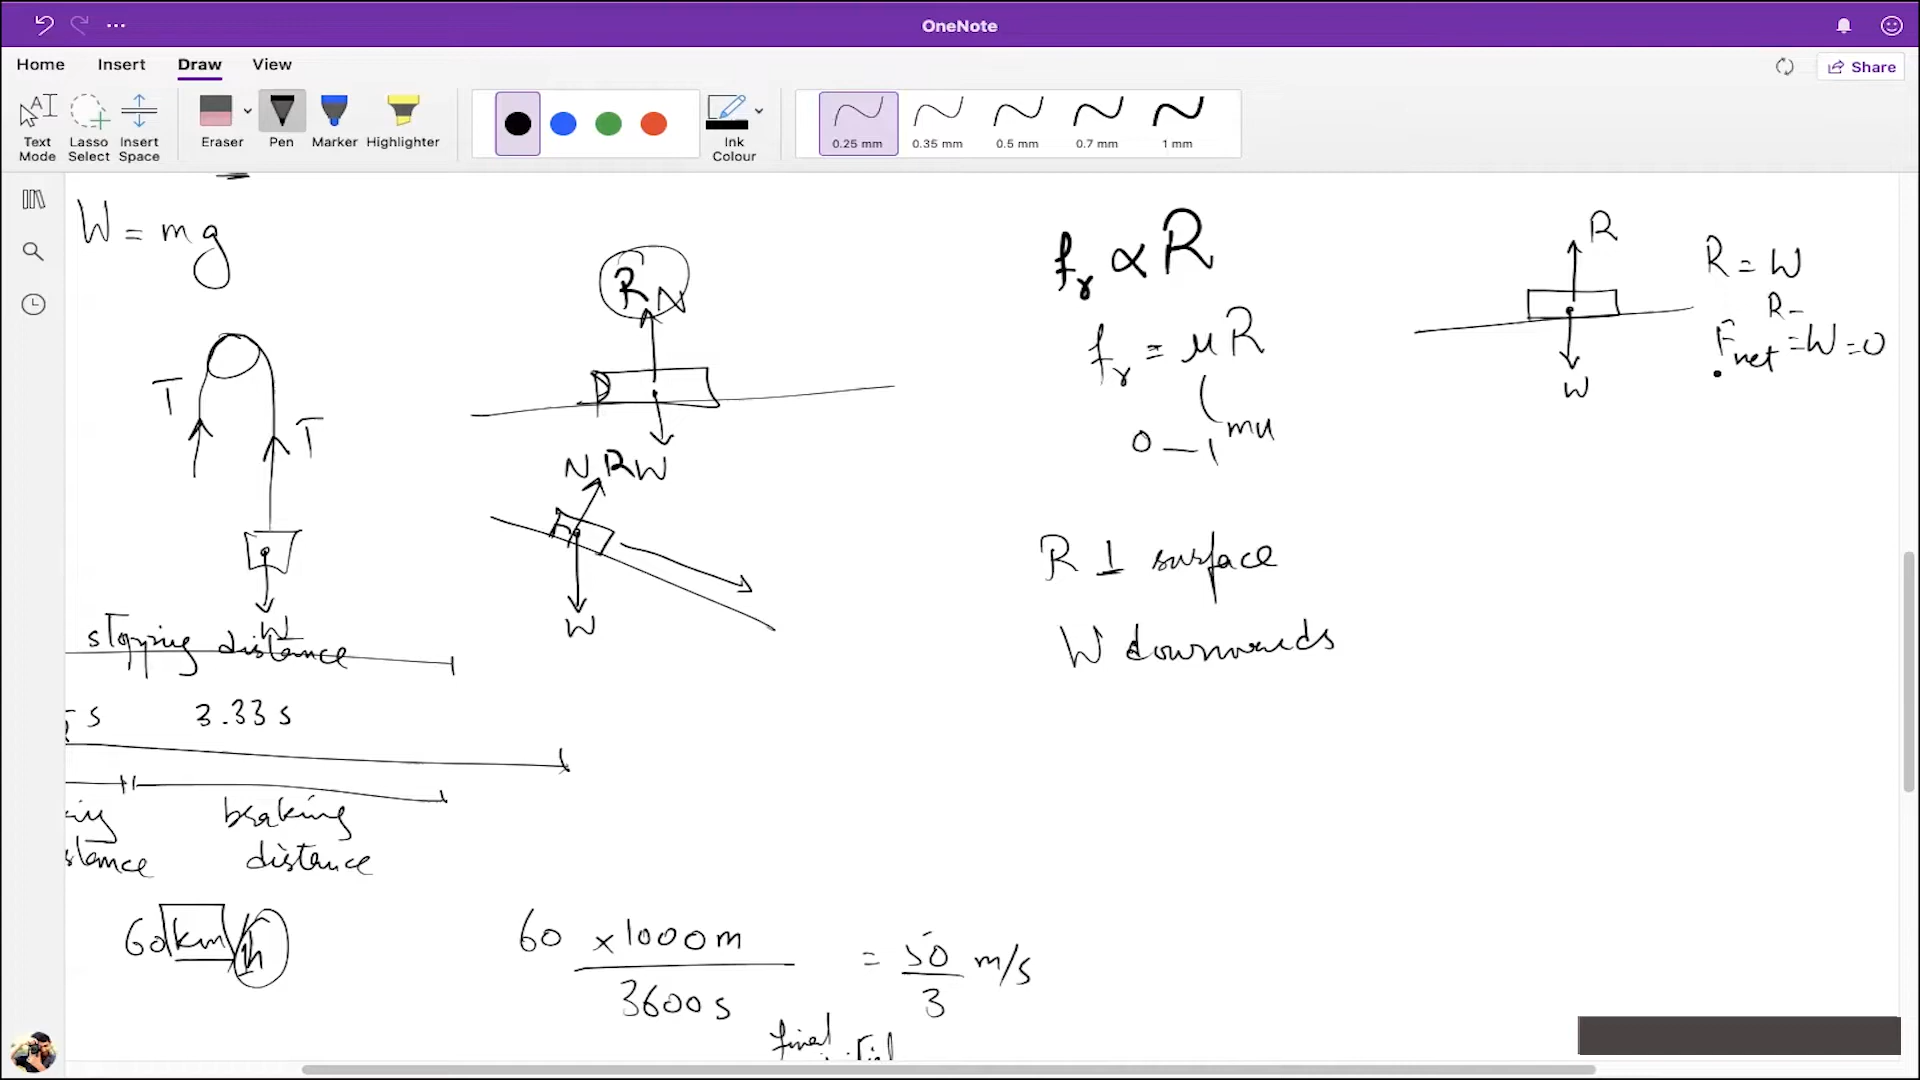 OneNote
Home Insert Draw View
Share
Text Mode
Lasso Select
Insert Space
Eraser
Pen
Marker
Highlighter
Ink Colour
0.25 mm
0.35 mm
0.5 mm
0.7 mm
1 mm
W = mg
T
T
W
stopping distance
s 3.33 s
braking
distance
60 km/h
R N
W
N R
W
fr ∝ R
fr = μR
mu
0 — 1
R ⊥ surface
W downwards
R
W
R = W
R -
Fnet = W = 0
60 × 1000 m
3600 s
= 50
3
m/s
final